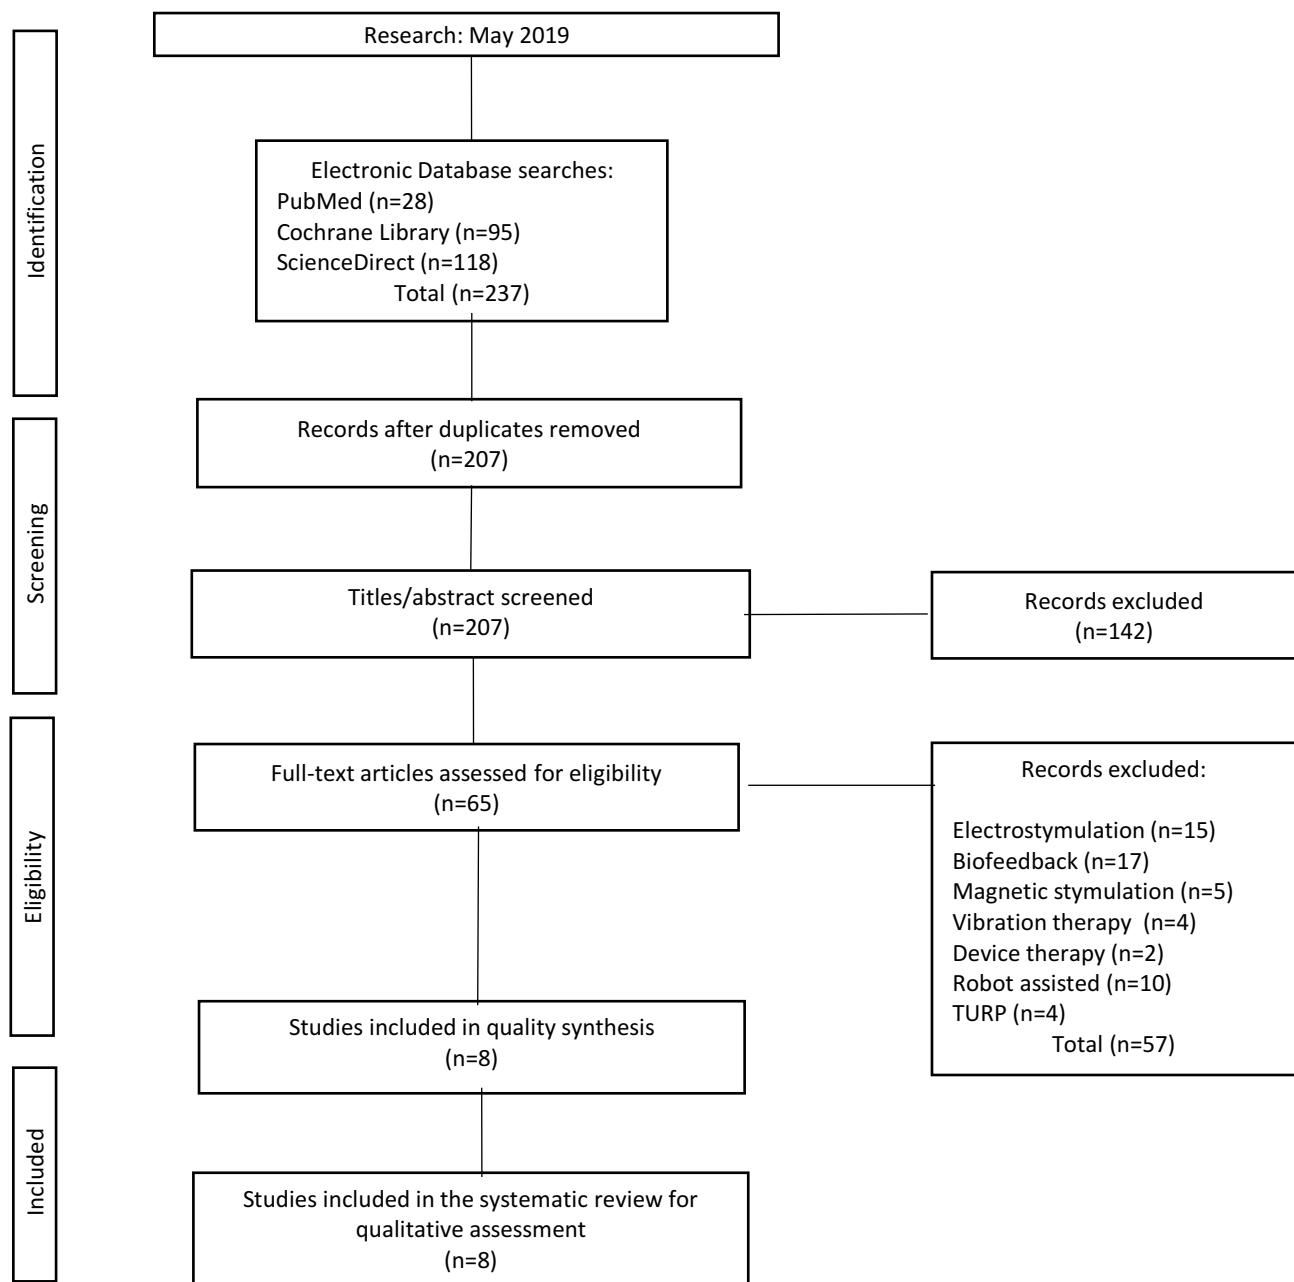 Research: May 2019
Identification
Electronic Database searches:
PubMed (n=28)
Cochrane Library (n=95)
ScienceDirect (n=118)
Total (n=237)
Screening
Records after duplicates removed
(n=207)
Titles/abstract screened
(n=207)
Records excluded
(n=142)
Eligibility
Full-text articles assessed for eligibility
(n=65)
Records excluded:
Electrostymulation (n=15)
Biofeedback (n=17)
Magnetic stymulation (n=5)
Vibration therapy (n=4)
Device therapy (n=2)
Robot assisted (n=10)
TURP (n=4)
Total (n=57)
Studies included in quality synthesis
(n=8)
Included
Studies included in the systematic review for
qualitative assessment
(n=8)